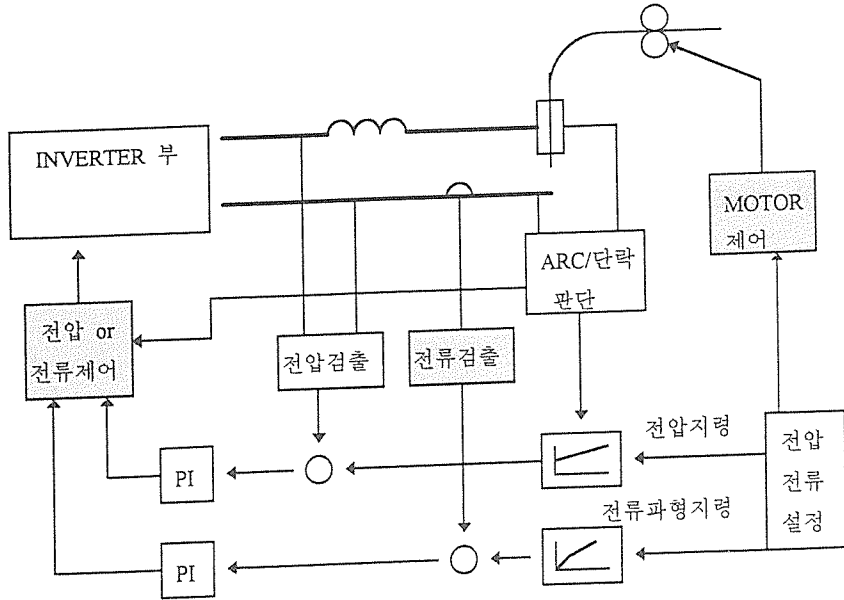 INVERTER 부
MOTOR
제어
ARC/단락
판단
전압 or
전류제어
전압검출
전류검출
전압지령
전압
전류
설정
PI
전류파형지령
PI